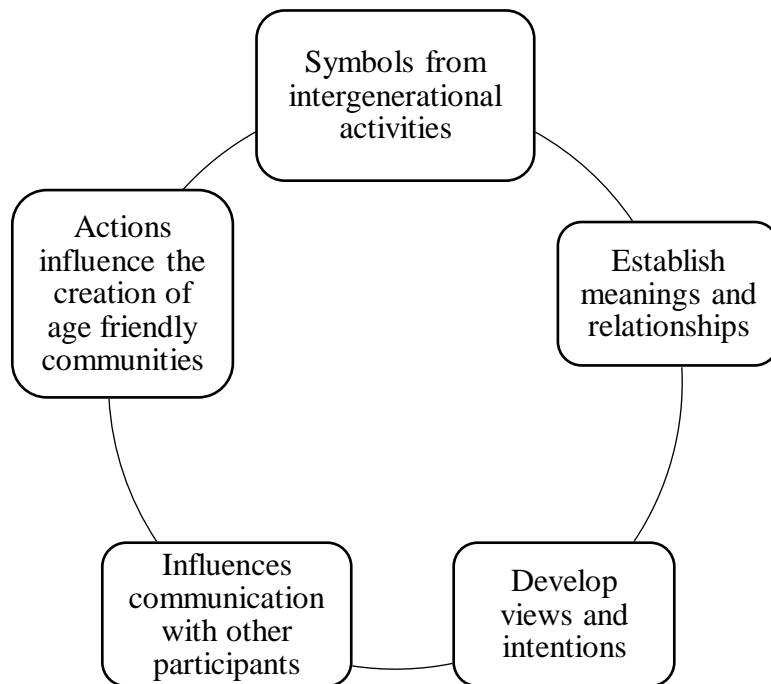 Symbols from
intergenerational
activities
Establish
meanings and
relationships
Develop
views and
intentions
Influences
communication
with other
participants
Actions
influence the
creation of
age friendly
communities